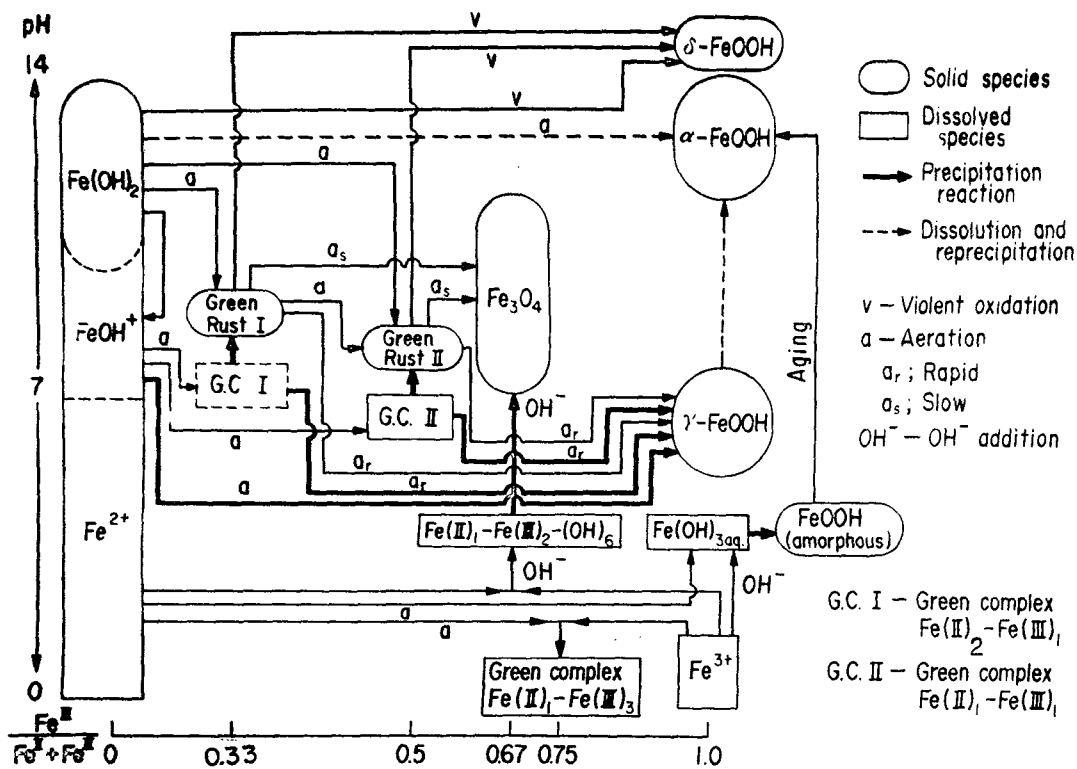 pH
14
7
0
Fe(OH)₂
FeOH⁺
Fe²⁺
v
v
v
a
a
a
Green
Rust I
a
G.C. I
aₛ
a
aₛ
Green
Rust II
G.C. II
a
a
Fe₃O₄
OH⁻
δ-FeOOH
α-FeOOH
γ-FeOOH
aᵣ
aᵣ
aᵣ
aᵣ
a
Aging
Fe(II)₁-Fe(III)₂-(OH)₆
Fe(OH)₃aq.
FeOOH
(amorphous)
OH⁻
OH⁻
a
a
Green complex
Fe(II)₁-Fe(III)₃
Fe³⁺
Solid species
Dissolved
species
Precipitation
reaction
Dissolution and
reprecipitation
v – Violent oxidation
a – Aeration
aᵣ; Rapid
aₛ; Slow
OH⁻ – OH⁻ addition
G.C. I – Green complex
Fe(II)₂-Fe(III)₁
G.C. II – Green complex
Fe(II)₁-Fe(III)₁
Feᴵᴵᴵ
Feᴵᴵ+Feᴵᴵᴵ
0 0.33 0.5 0.67 0.75 1.0